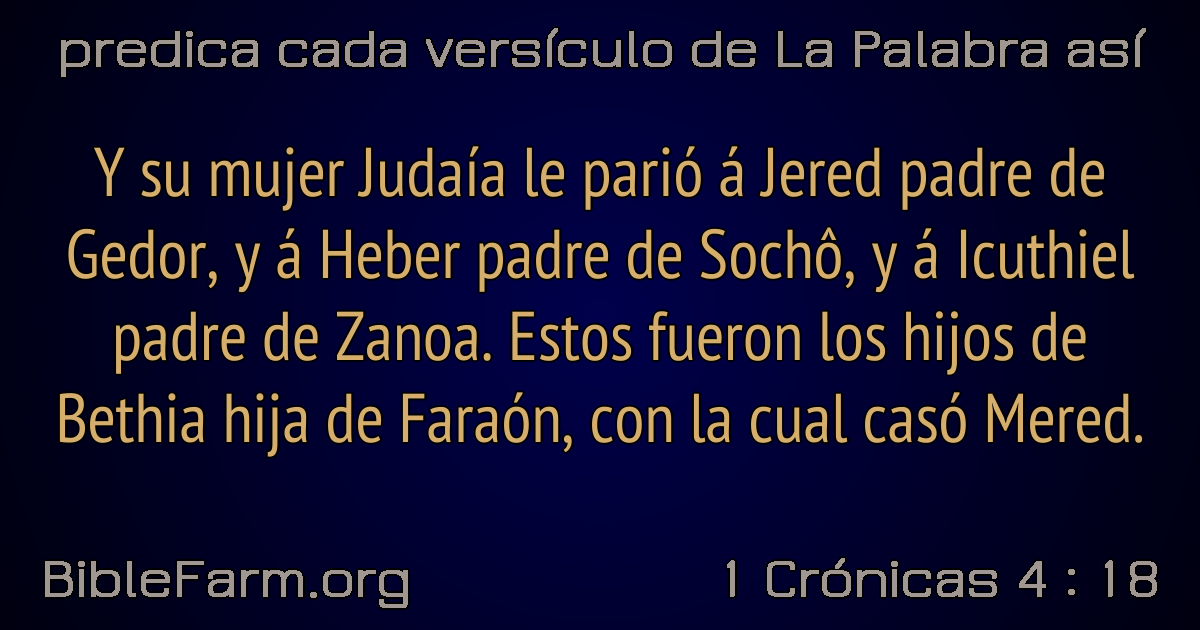 predica cada versículo de La Palabra así
Y su mujer Judaía le parió á Jered padre de
Gedor, y á Heber padre de Sochô, y á Icuthiel
padre de Zanoa. Estos fueron los hijos de
Bethia hija de Faraón, con la cual casó Mered.
BibleFarm.org
1 Crónicas 4 : 18